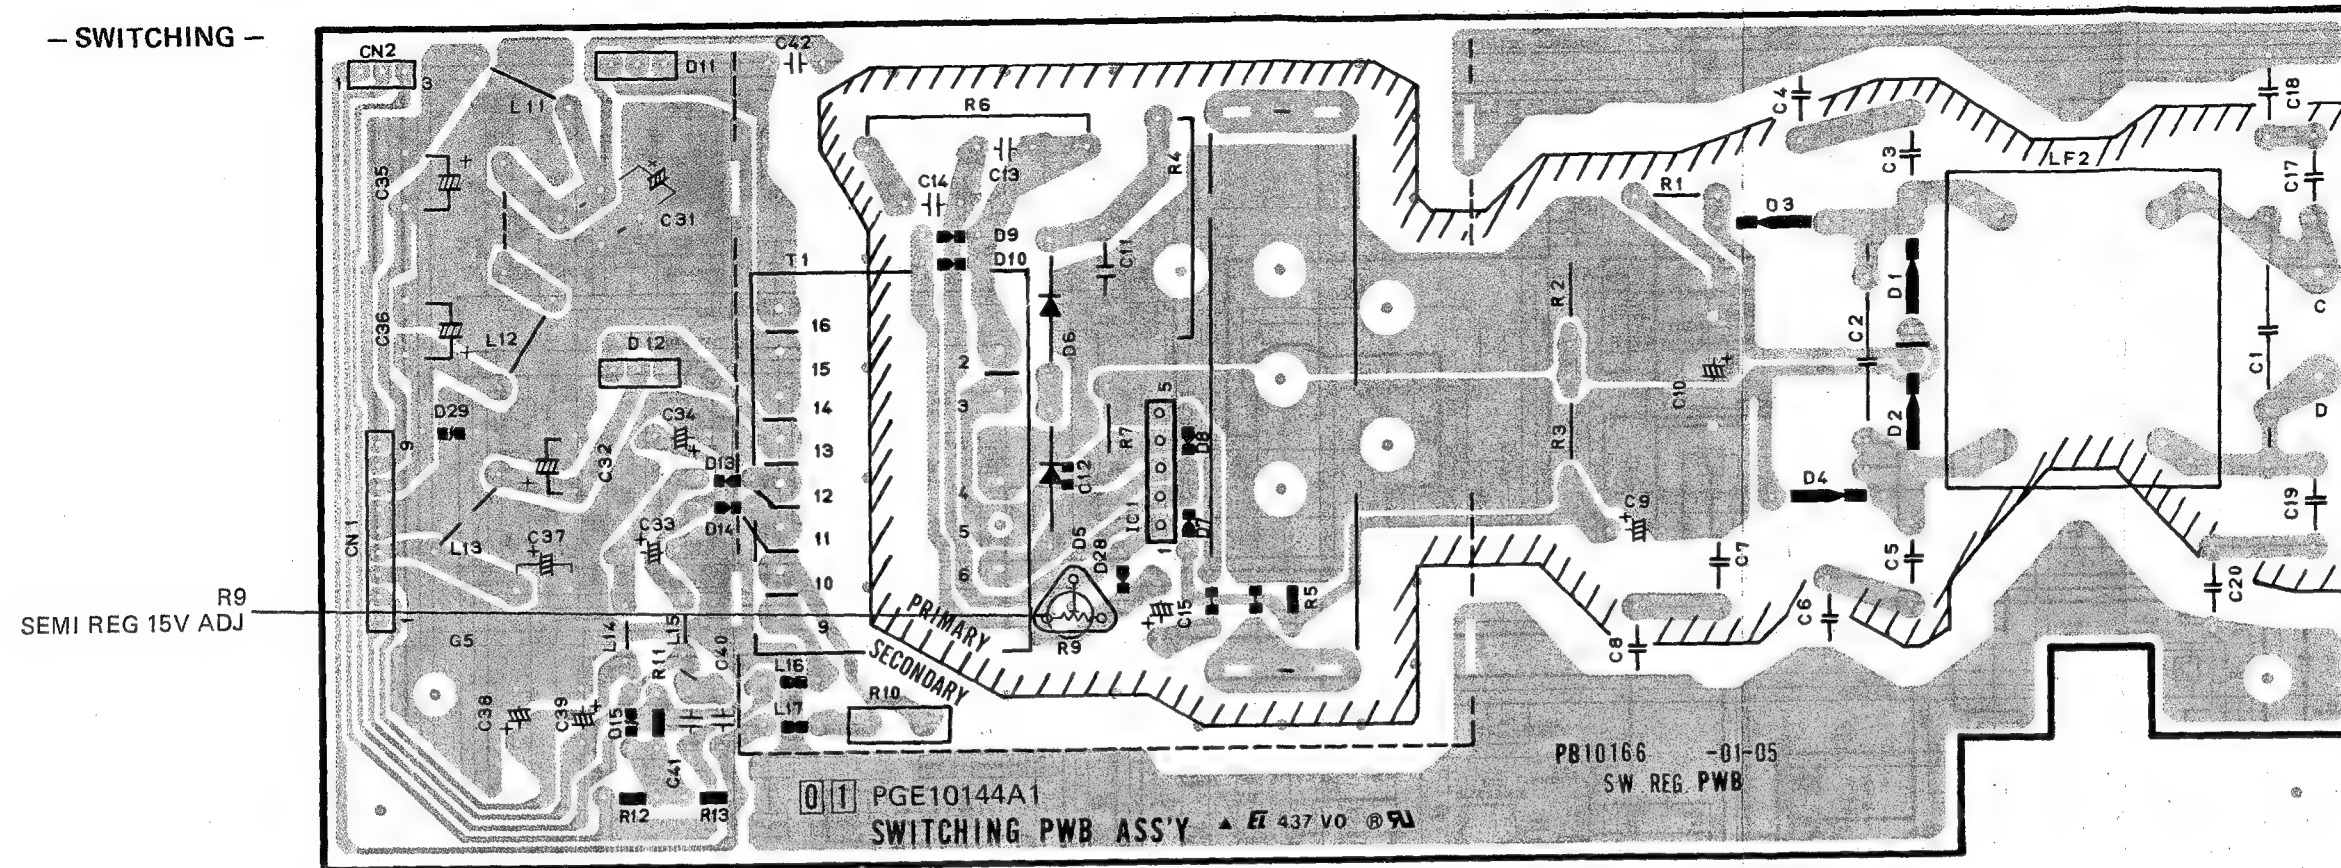 – SWITCHING –
CN2
1
3
D11
C42
L11
R6
C4
C18
C35
C31
C14
C13
R4
C3
LF2
C17
R1
D3
D9
D10
T1
C11
D1
C
C36
L12
D12
16
15
14
13
12
11
10
9
2
3
4
5
6
D6
R2
C2
C1
C10
D
D29
C34
R7
5
D8
R3
D2
9
C32
D13
C12
D4
CN1
L13
C37
C33
D14
IC1
D7
C9
C19
1
D5
D28
C7
C5
C20
R9
SEMI REG 15V ADJ
1
G5
L14
L15
C40
PRIMARY
SECONDARY
R9
C15
R5
C6
C8
R11
L16
R10
C38
C39
D15
L17
C41
R12
R13
PB10166 -01-05
SW REG PWB
0 1 PGE10144A1
SWITCHING PWB ASS'Y ▲ 437 V0 ®